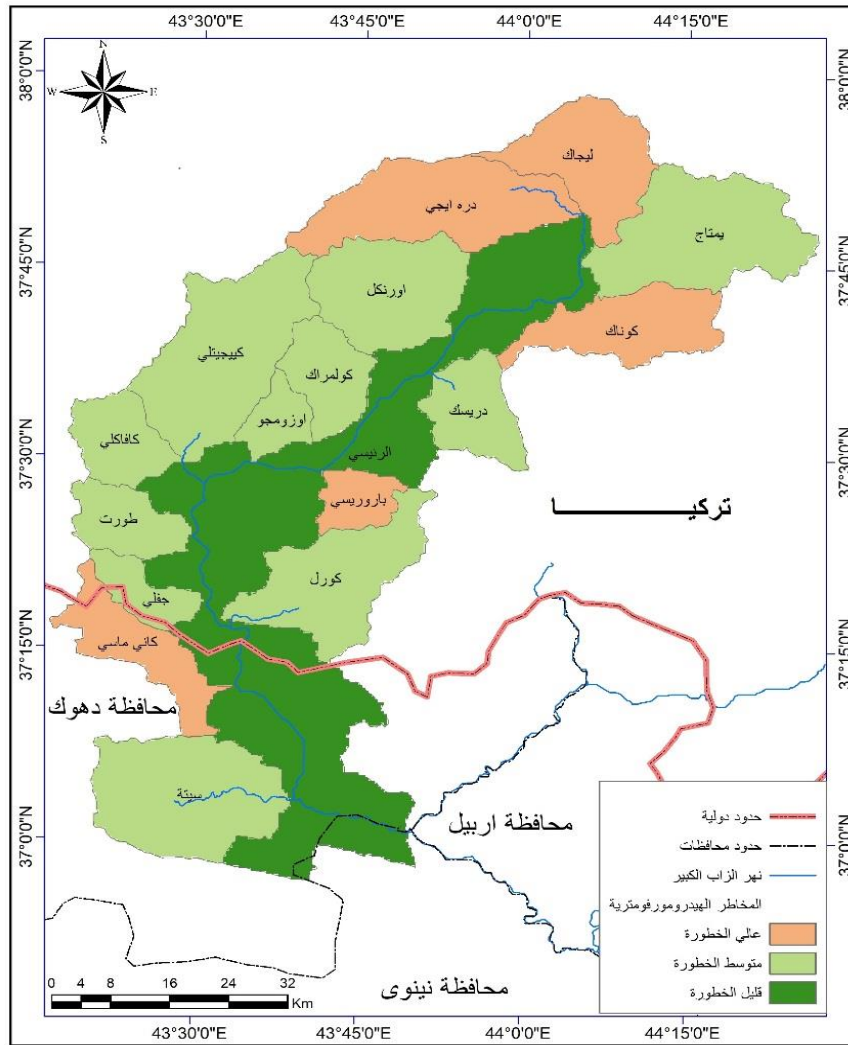 43°30'0"E 43°45'0"E 44°0'0"E 44°15'0"E
38°0'0"N
38°0'0"N
N
W E
S
ليجاك
دره ايجي
يمتاج
37°45'0"N
37°45'0"N
اورنكل
كوناك
كييجيتلي
كولمراك
دريسك
اوزومجو
كافاكلي
الرئيسي
37°30'0"N
37°30'0"N
باروريسي
تركيـــــــا
طورت
كورل
جفلي
كاني ماسي
37°15'0"N
37°15'0"N
محافظة دهوك
سيتة
محافظة اربيل
37°0'0"N
37°0'0"N
حدود دولية
حدود محافظات
نهر الزاب الكبير
المخاطر الهيدرومورفومترية
عالي الخطورة
متوسط الخطورة
قليل الخطورة
محافظة نينوى
0 4 8 16 24 32
Km
43°30'0"E 43°45'0"E 44°0'0"E 44°15'0"E